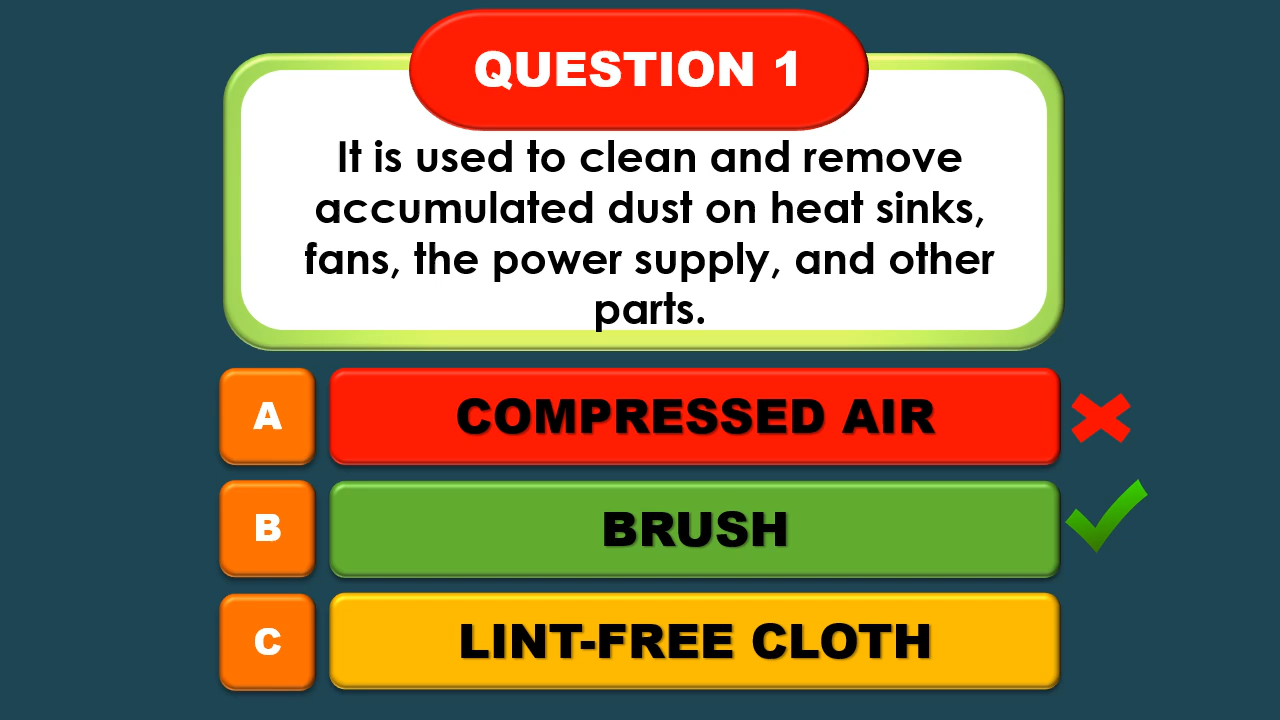 QUESTION 1
It is used to clean and remove
accumulated dust on heat sinks,
fans, the power supply, and other
parts.
A
COMPRESSED AIR
B
BRUSH
C
LINT-FREE CLOTH